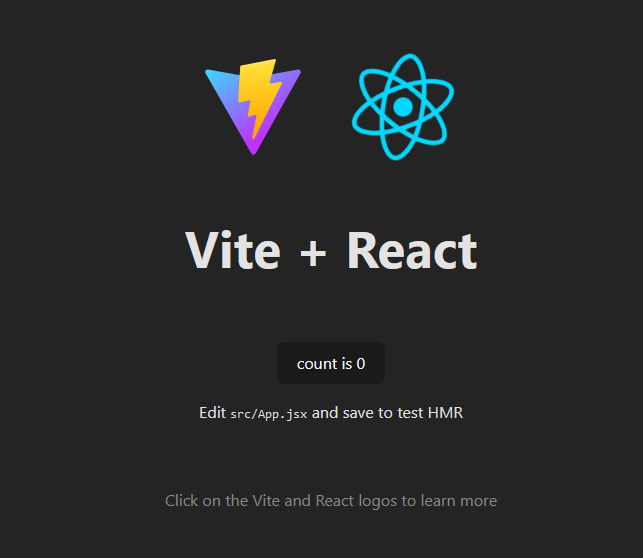 Vite + React
count is 0
Edit src/App.jsx and save to test HMR
Click on the Vite and React logos to learn more